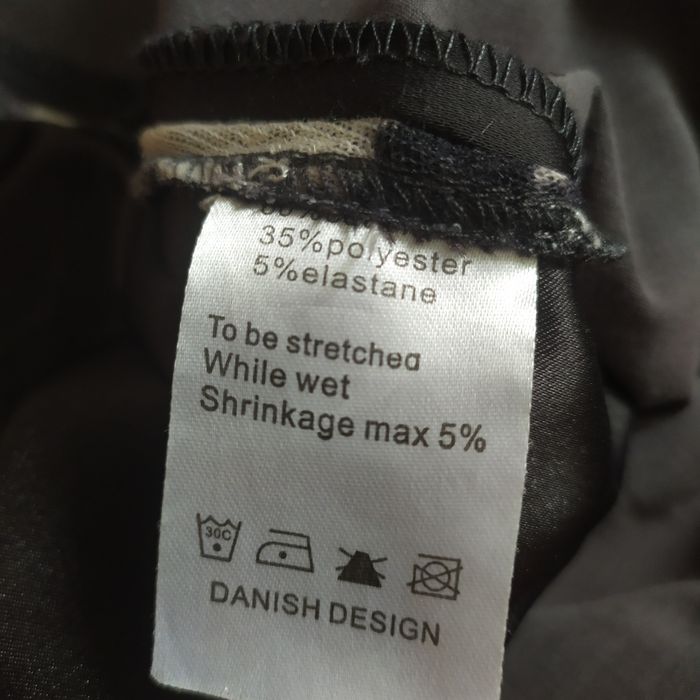 35%polyester
5%elastane
To be stretched
While wet
Shrinkage max 5%
30C
DANISH DESIGN